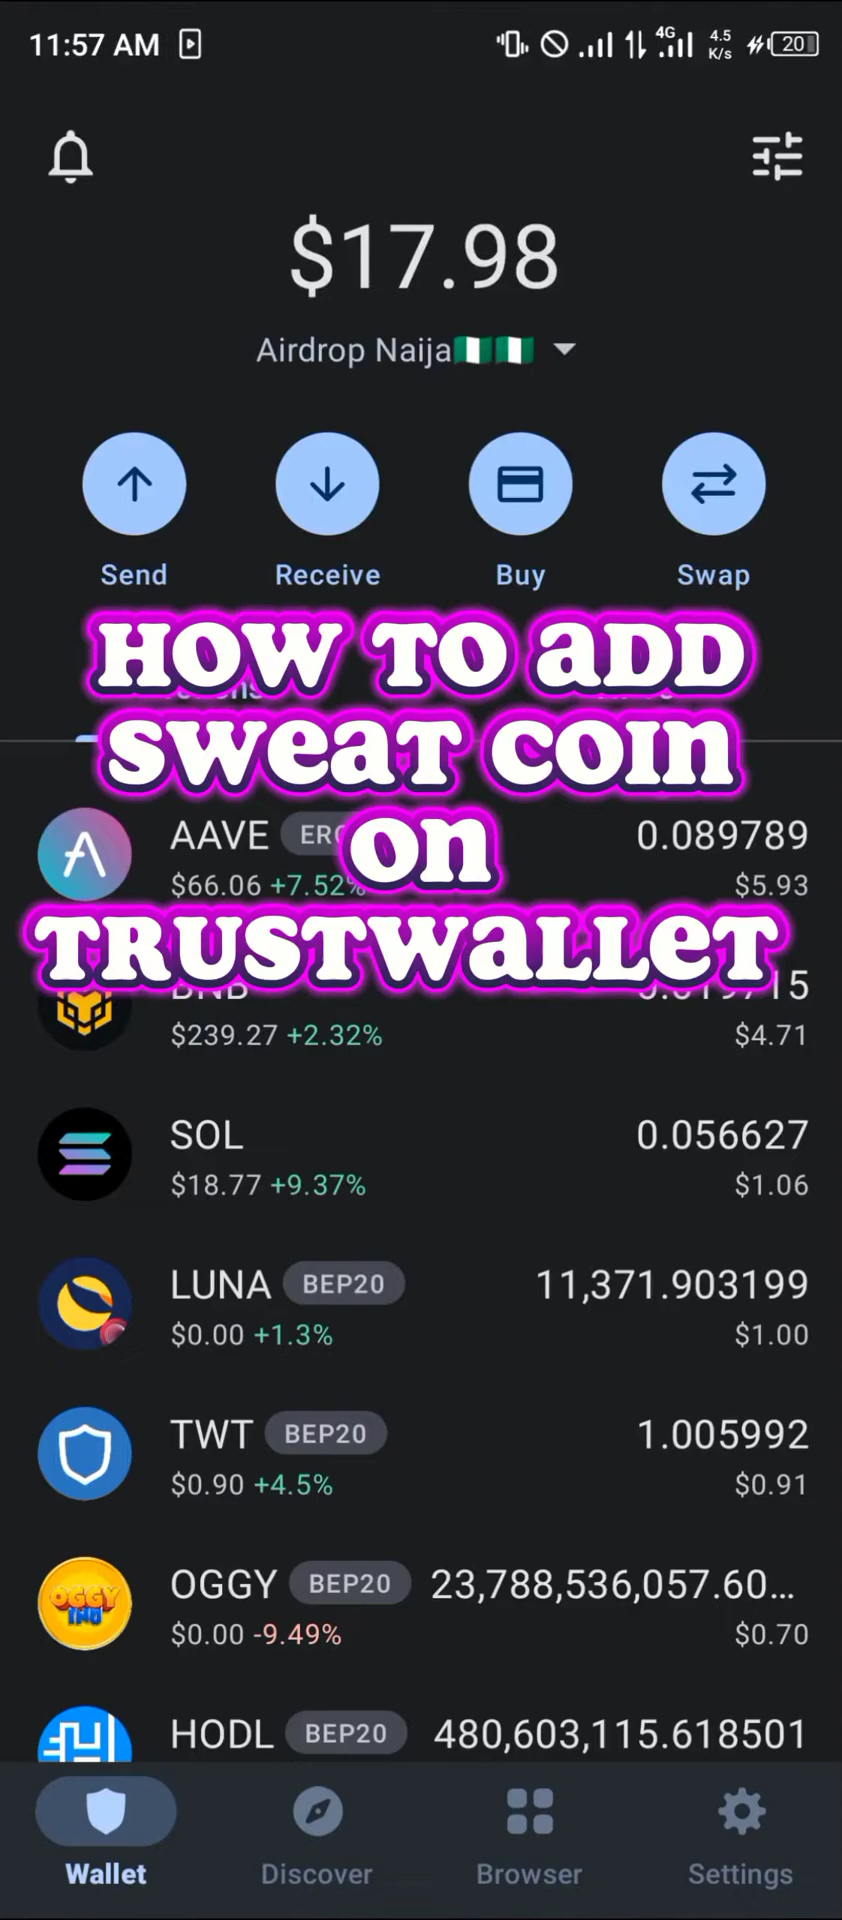 11:57 AM
4G
4.5
K/s
20
$17.98
Airdrop Naija🇳🇬🇳🇬
Send
Receive
Buy
Swap
HOW TO aDD
sweaT coin
on
TRUSTwaLLeT
AAVE
0.089789
$66.06 +7.52%
$5.93
BNB
$239.27 +2.32%
$4.71
SOL
0.056627
$18.77 +9.37%
$1.06
LUNA BEP20
11,371.903199
$0.00 +1.3%
$1.00
TWT BEP20
1.005992
$0.90 +4.5%
$0.91
OGGY BEP20
23,788,536,057.60...
$0.00 -9.49%
$0.70
HODL BEP20
480,603,115.618501
Wallet
Discover
Browser
Settings